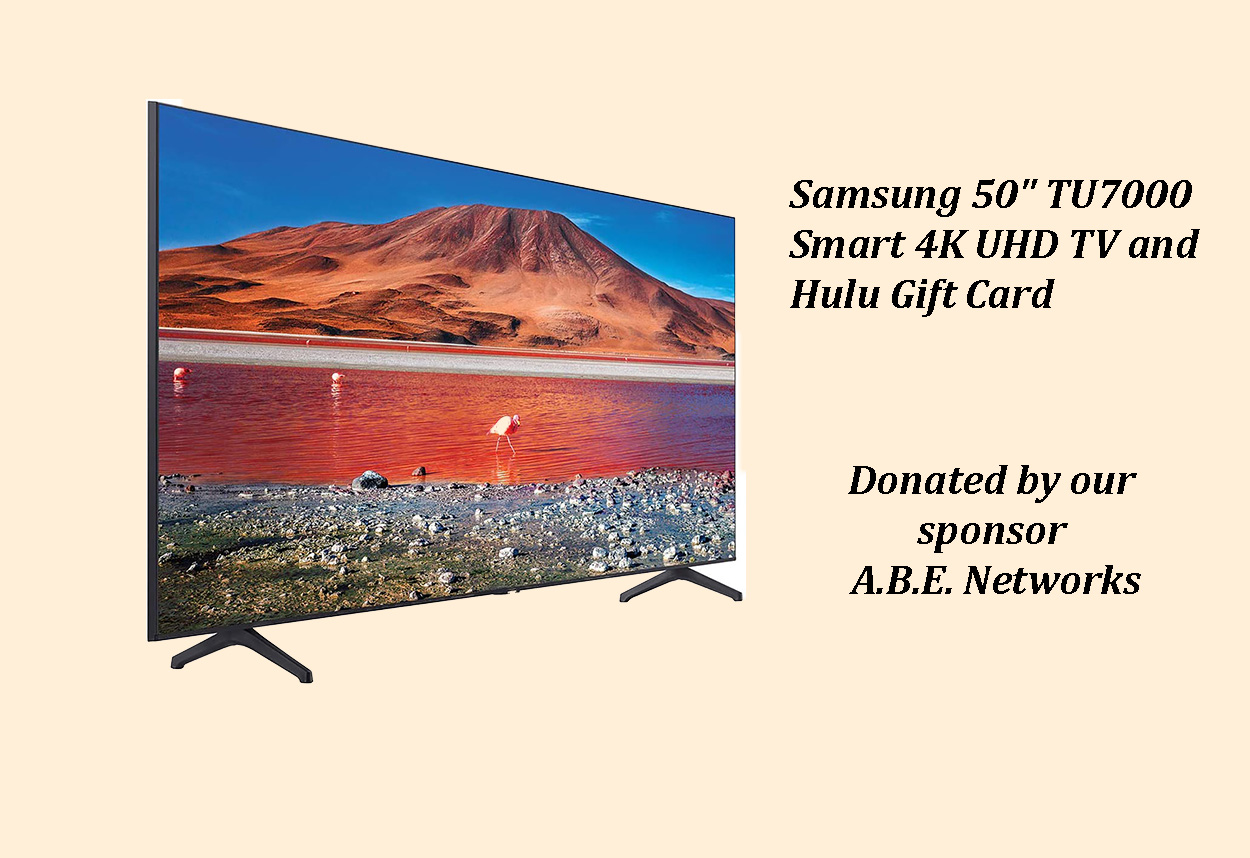 Samsung 50" TU7000
Smart 4K UHD TV and
Hulu Gift Card
Donated by our
sponsor
A.B.E. Networks